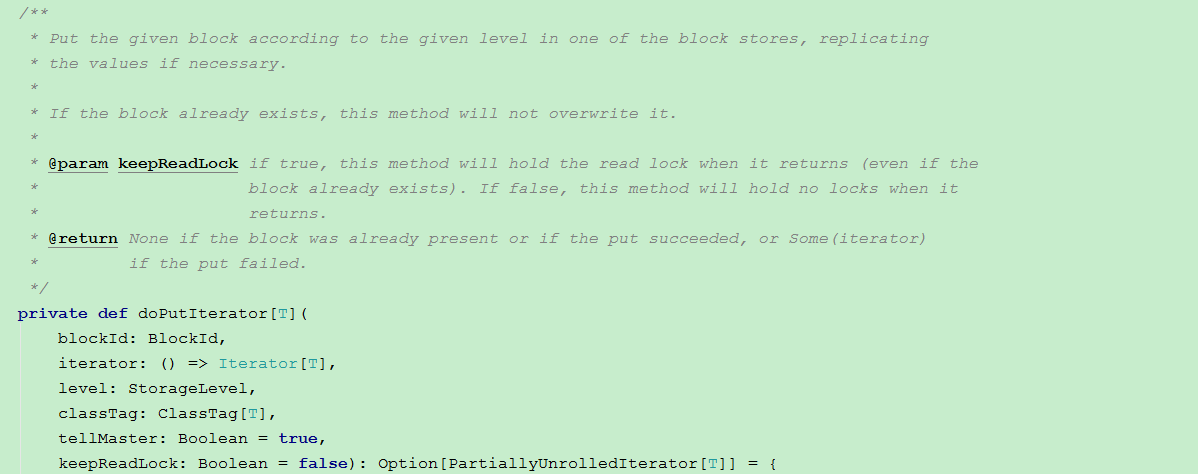 /**
 * Put the given block according to the given level in one of the block stores, replicating
 * the values if necessary.
 *
 * If the block already exists, this method will not overwrite it.
 *
 * @param keepReadLock if true, this method will hold the read lock when it returns (even if the
 *                     block already exists). If false, this method will hold no locks when it
 *                     returns.
 * @return None if the block was already present or if the put succeeded, or Some(iterator)
 *         if the put failed.
 */
private def doPutIterator[T](
    blockId: BlockId,
    iterator: () => Iterator[T],
    level: StorageLevel,
    classTag: ClassTag[T],
    tellMaster: Boolean = true,
    keepReadLock: Boolean = false): Option[PartiallyUnrolledIterator[T]] = {